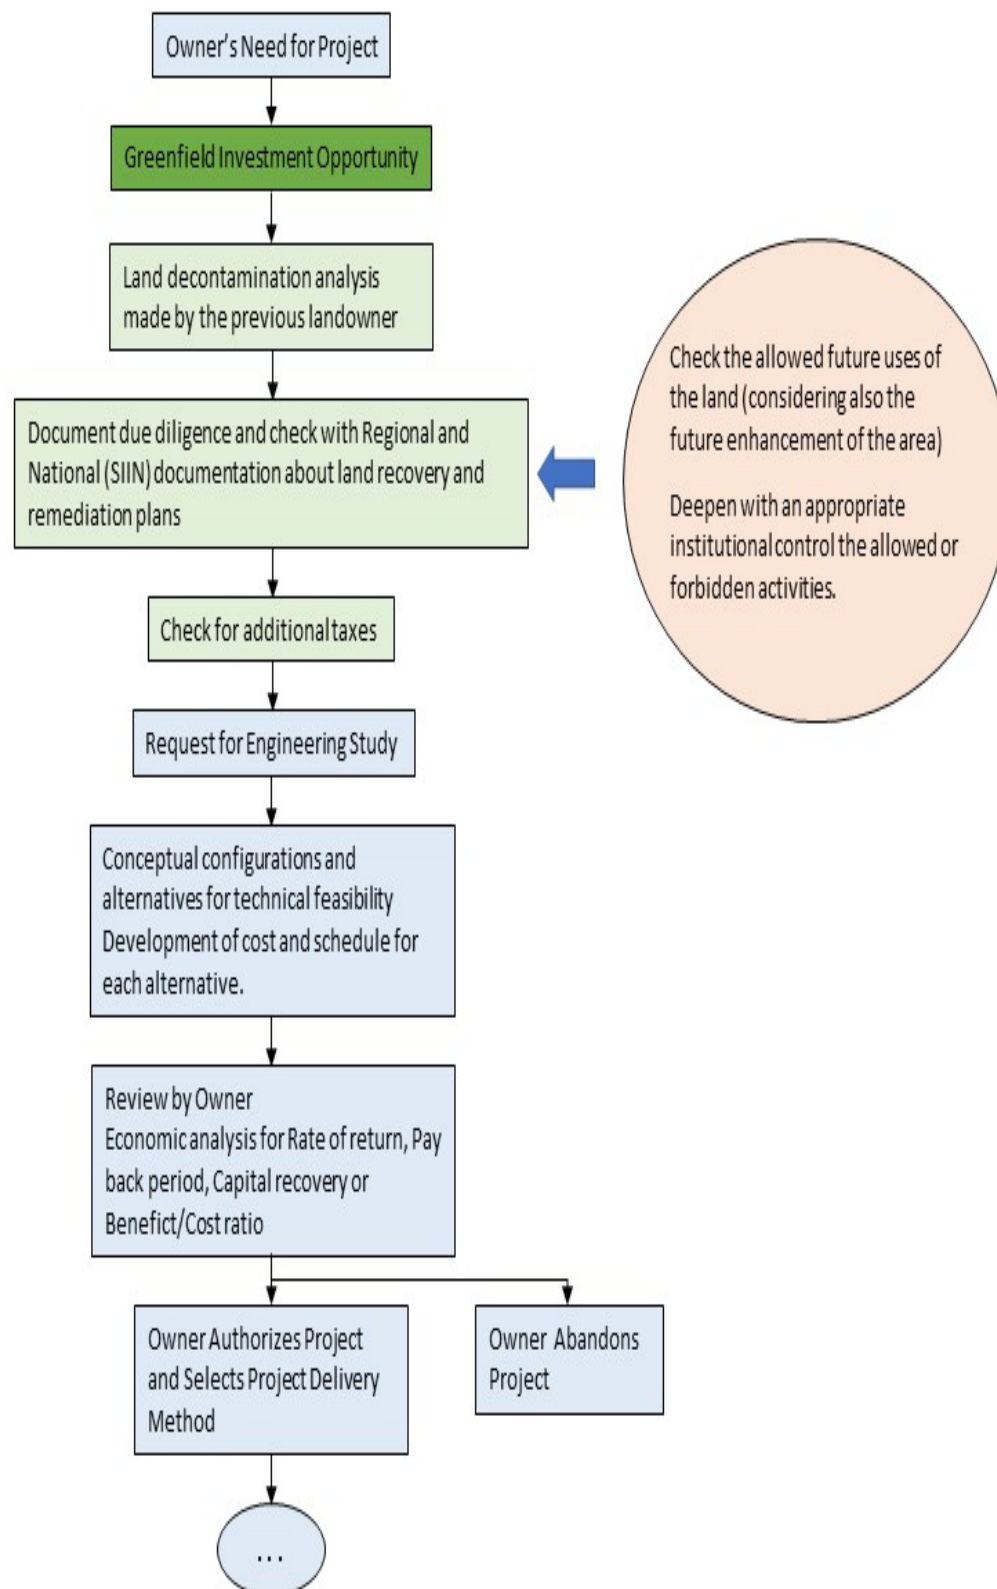 Owner's Need for Project
Greenfield Investment Opportunity
Land decontamination analysis
made by the previous landowner
Document due diligence and check with Regional and
National (SIIN) documentation about land recovery and
remediation plans
Check the allowed future uses of
the land (considering also the
future enhancement of the area)
Deepen with an appropriate
institutional control the allowed or
forbidden activities.
Check for additional taxes
Request for Engineering Study
Conceptual configurations and
alternatives for technical feasibility
Development of cost and schedule for
each alternative.
Review by Owner
Economic analysis for Rate of return, Pay
back period, Capital recovery or
Benefict/Cost ratio
Owner Authorizes Project
and Selects Project Delivery
Method
Owner Abandons
Project
...